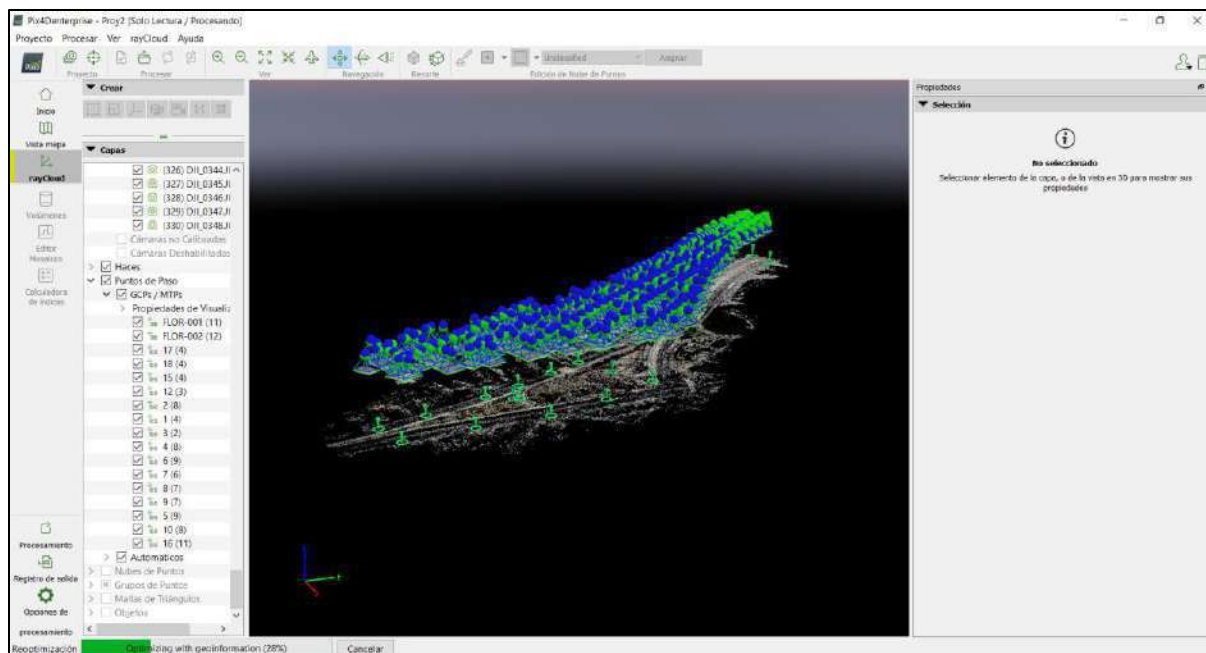 Pix4Denterprise - Proy2 [Solo Lectura / Procesando]
Proyecto Procesar Ver rayCloud Ayuda
Proyecto Procesar Ver Navegación Recorte Edición de Nube de Puntos
Unclassified Asignar
Inicio
Vista mapa
rayCloud
Volúmenes
Editor
Mosaicos
Calculadora
de índices
Procesamiento
Registro de salida
Opciones de
procesamiento
Crear
Capas
(326) DJI_0344.J
(327) DJI_0345.J
(328) DJI_0346.J
(329) DJI_0347.J
(330) DJI_0348.J
Cámaras no Calibradas
Cámaras Deshabilitadas
Haces
Puntos de Paso
GCPs / MTPs
Propiedades de Visuali
FLOR-001 (11)
FLOR-002 (12)
17 (4)
18 (4)
15 (4)
12 (3)
2 (8)
1 (4)
3 (2)
4 (8)
6 (9)
7 (6)
8 (7)
9 (7)
5 (9)
10 (8)
16 (11)
Automáticos
Nubes de Puntos
Grupos de Puntos
Mallas de Triángulos
Objetos
Propiedades
Selección
No seleccionado
Seleccionar elemento de la capa, o de la vista en 3D para mostrar sus
propiedades
Reoptimización Optimizing with geoinformation (28%) Cancelar